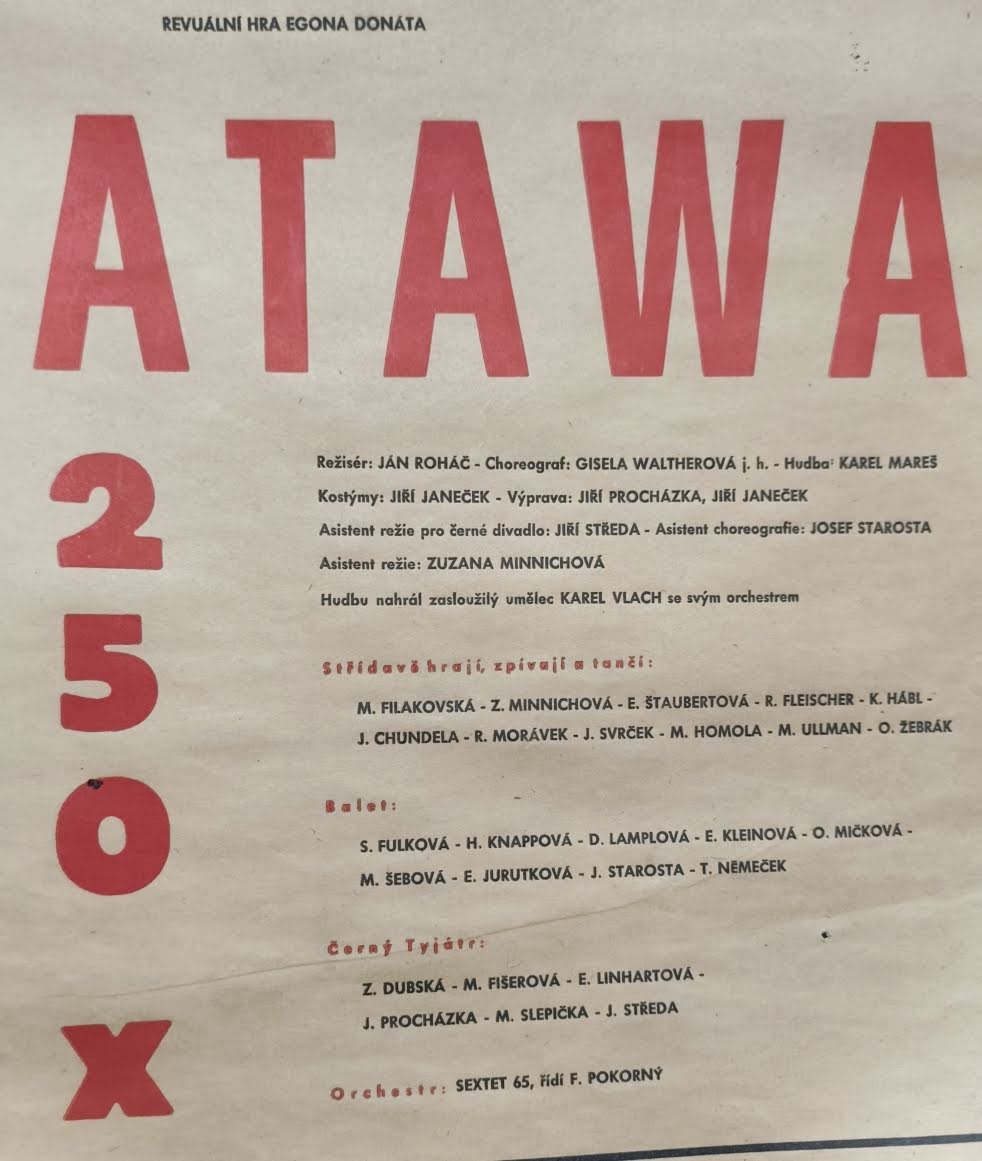 REVUÁLNÍ HRA EGONA DONÁTA
ATAWA
2
5
0
X
Režisér: JÁN ROHÁČ - Choreograf: GISELA WALTHEROVÁ j. h. - Hudba: KAREL MAREŠ
Kostýmy: JIŘÍ JANEČEK - Výprava: JIŘÍ PROCHÁZKA, JIŘÍ JANEČEK
Asistent režie pro černé divadlo: JIŘÍ STŘEDA - Asistent choreografie: JOSEF STAROSTA
Asistent režie: ZUZANA MINNICHOVÁ
Hudbu nahrál zasloužilý umělec KAREL VLACH se svým orchestrem
Střídavě hrají, zpívají a tančí:
M. FILAKOVSKÁ - Z. MINNICHOVÁ - E. ŠTAUBERTOVÁ - R. FLEISCHER - K. HÁBL -
J. CHUNDELA - R. MORÁVEK - J. SVRČEK - M. HOMOLA - M. ULLMAN - O. ŽEBRÁK
Balet:
S. FULKOVÁ - H. KNAPPOVÁ - D. LAMPLOVÁ - E. KLEINOVÁ - O. MIČKOVÁ -
M. ŠEBOVÁ - E. JURUTKOVÁ - J. STAROSTA - T. NĚMEČEK
Černý Tyjátr:
Z. DUBSKÁ - M. FIŠEROVÁ - E. LINHARTOVÁ -
J. PROCHÁZKA - M. SLEPIČKA - J. STŘEDA
Orchestr: SEXTET 65, řídí F. POKORNÝ